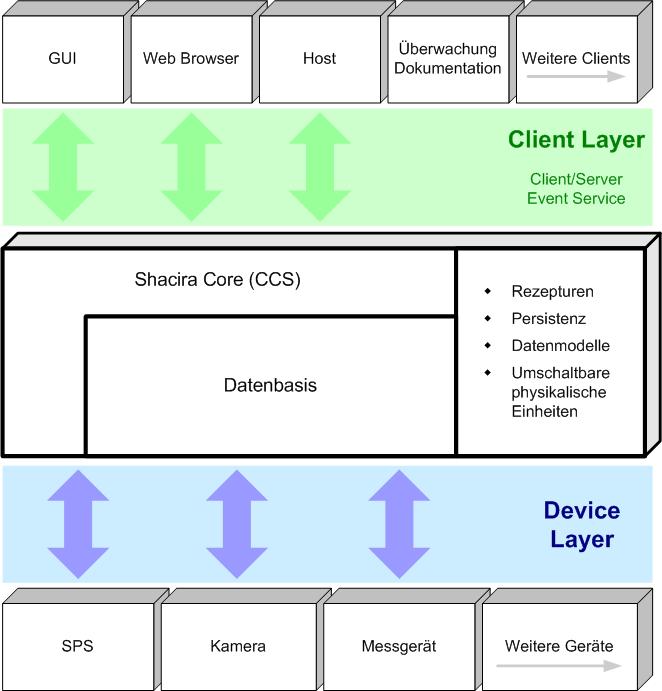 GUI
Web Browser
Host
Überwachung
Dokumentation
Weitere Clients
Client Layer
Client/Server
Event Service
Shacira Core (CCS)
Datenbasis
Rezepturen
Persistenz
Datenmodelle
Umschaltbare
physikalische
Einheiten
Device
Layer
SPS
Kamera
Messgerät
Weitere Geräte